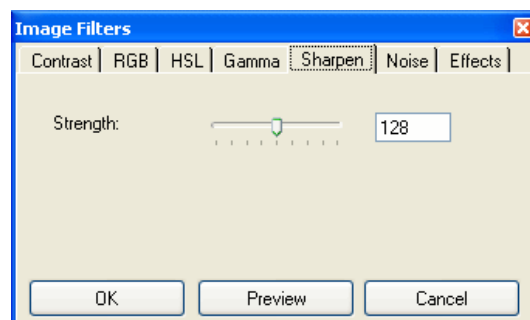 Image Filters
Contrast RGB HSL Gamma Sharpen Noise Effects
Strength: 128
OK Preview Cancel